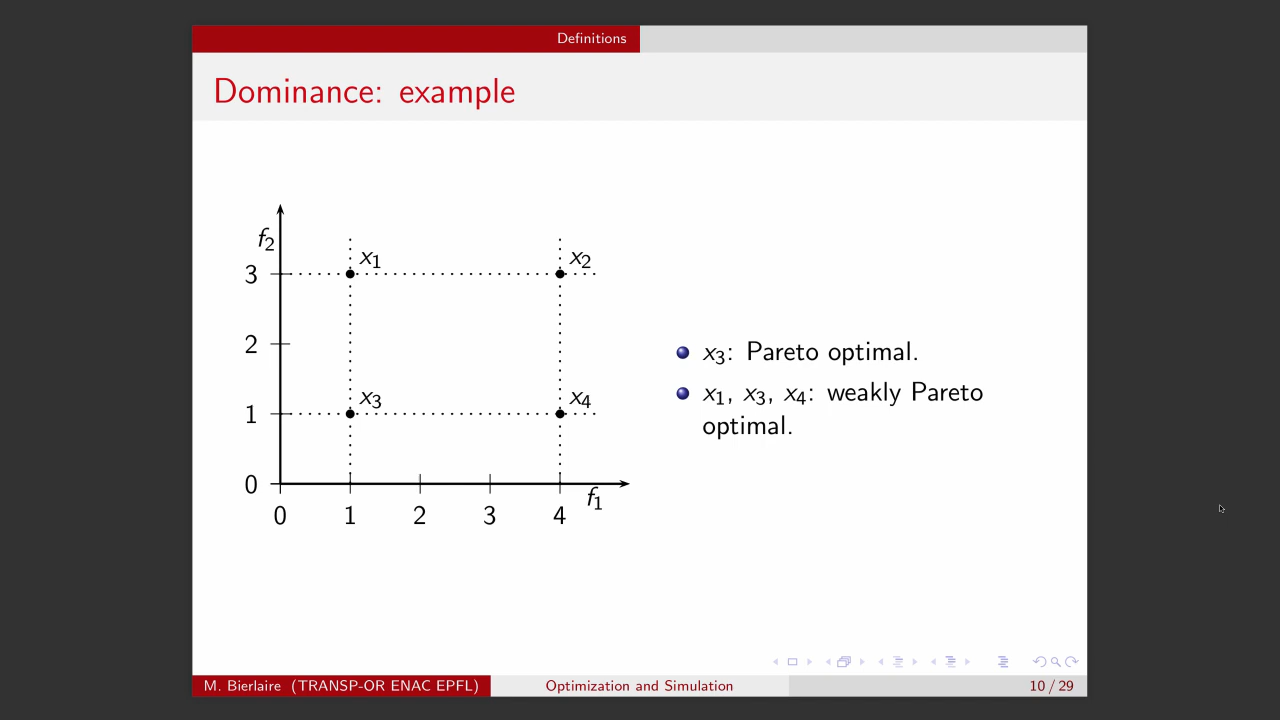 Definitions
Dominance: example
f2
3
2
1
0
x1
x2
x3
x4
f1
0 1 2 3 4
x3: Pareto optimal.
x1, x3, x4: weakly Pareto
optimal.
M. Bierlaire (TRANSP-OR ENAC EPFL)
Optimization and Simulation
10 / 29